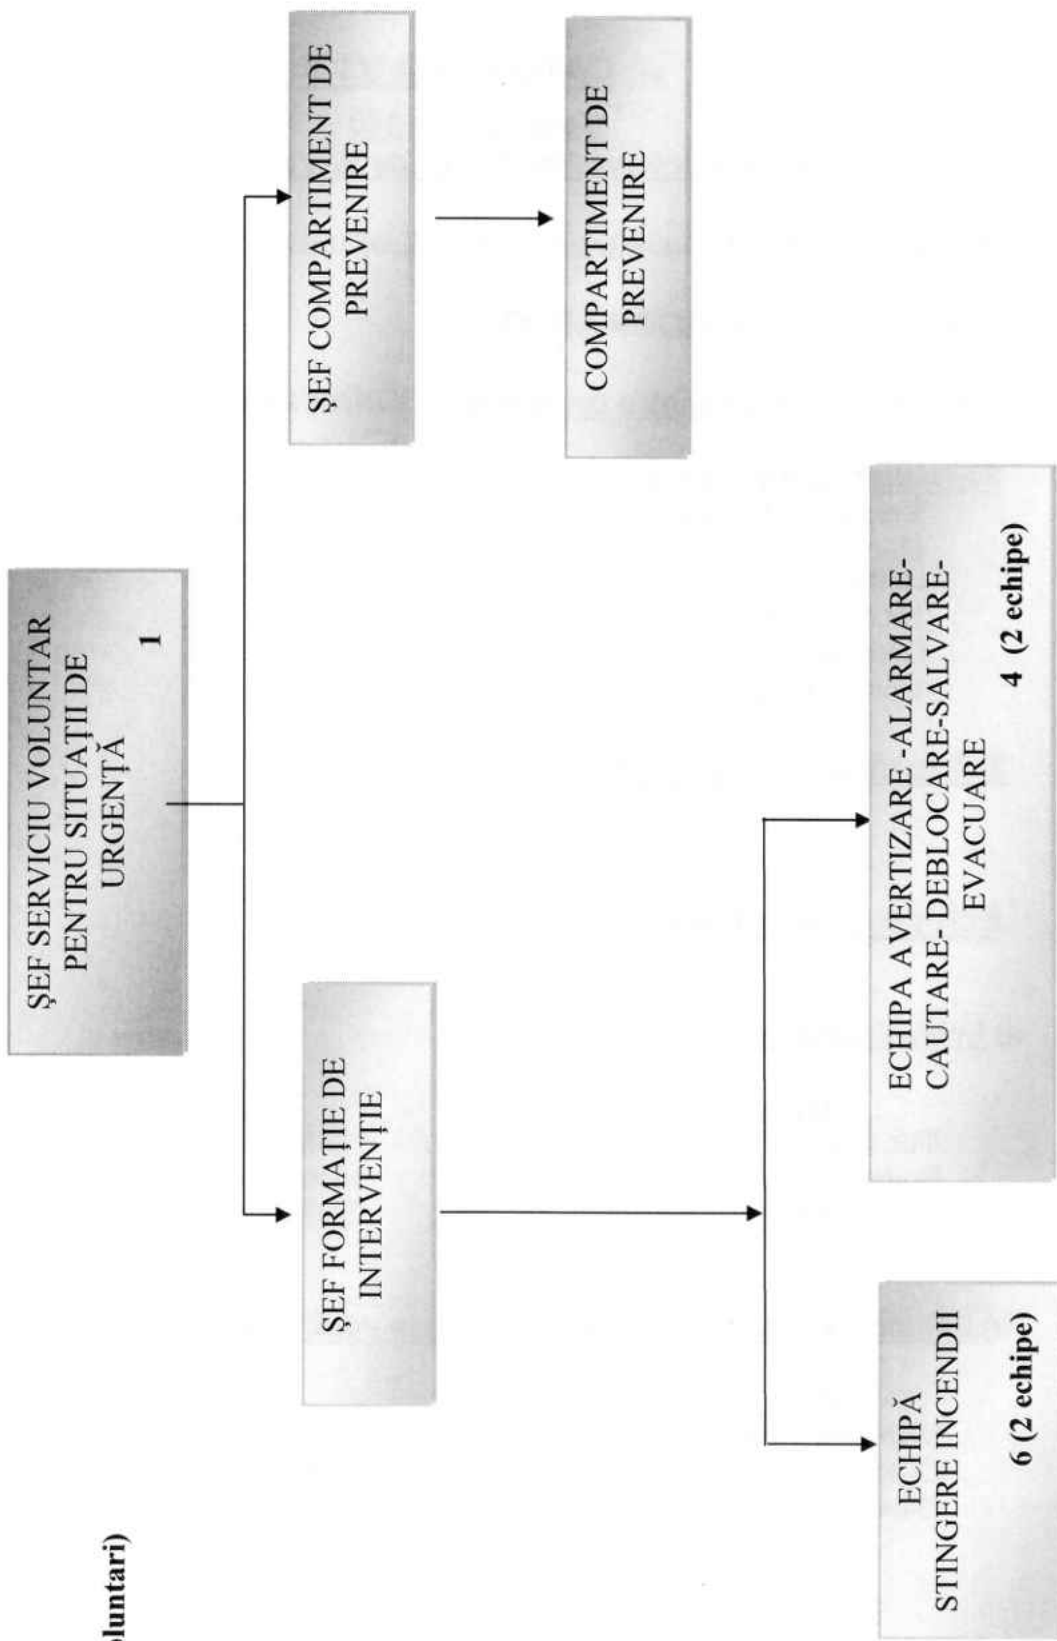 ŞEF SERVICIU VOLUNTAR
PENTRU SITUAŢII DE
URGENŢĂ
1
oluntari)
ŞEF FORMAŢIE DE
INTERVENŢIE
ŞEF COMPARTIMENT DE
PREVENIRE
COMPARTIMENT DE
PREVENIRE
ECHIPĂ
STINGERE INCENDII
6 (2 echipe)
ECHIPA AVERTIZARE -ALARMARE-
CAUTARE- DEBLOCARE-SALVARE-
EVACUARE
4 (2 echipe)